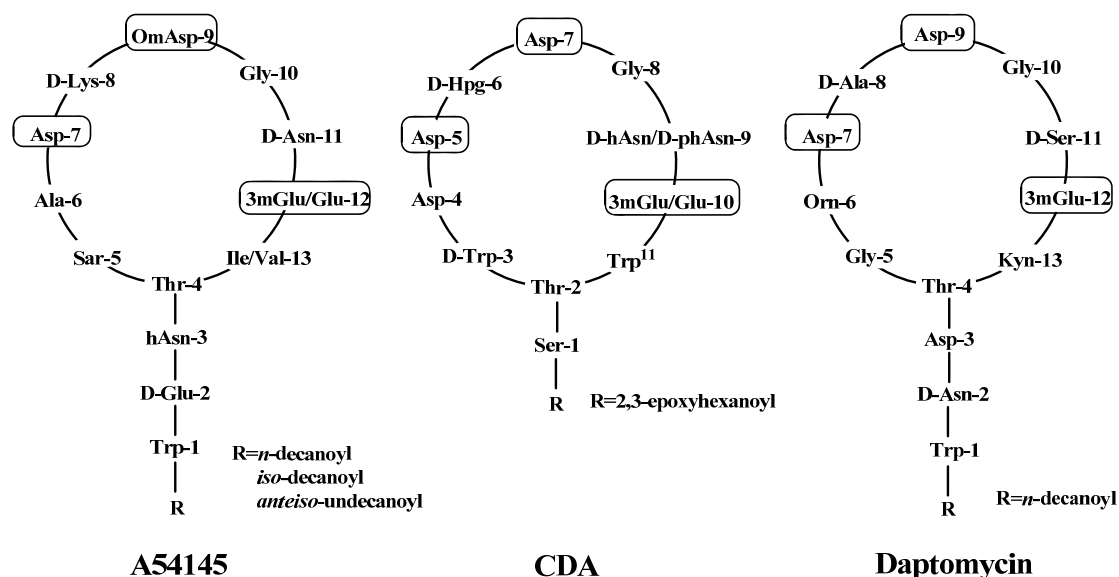 OmAsp-9
D-Lys-8
Gly-10
Asp-7
D-Asn-11
Ala-6
3mGlu/Glu-12
Sar-5
Ile/Val-13
Thr-4
hAsn-3
D-Glu-2
Trp-1
R
R=n-decanoyl
iso-decanoyl
anteiso-undecanoyl
A54145
Asp-7
D-Hpg-6
Gly-8
Asp-5
D-hAsn/D-phAsn-9
Asp-4
3mGlu/Glu-10
D-Trp-3
Trp¹¹
Thr-2
Ser-1
R
R=2,3-epoxyhexanoyl
CDA
Asp-9
D-Ala-8
Gly-10
Asp-7
D-Ser-11
Orn-6
3mGlu-12
Gly-5
Kyn-13
Thr-4
Asp-3
D-Asn-2
Trp-1
R
R=n-decanoyl
Daptomycin